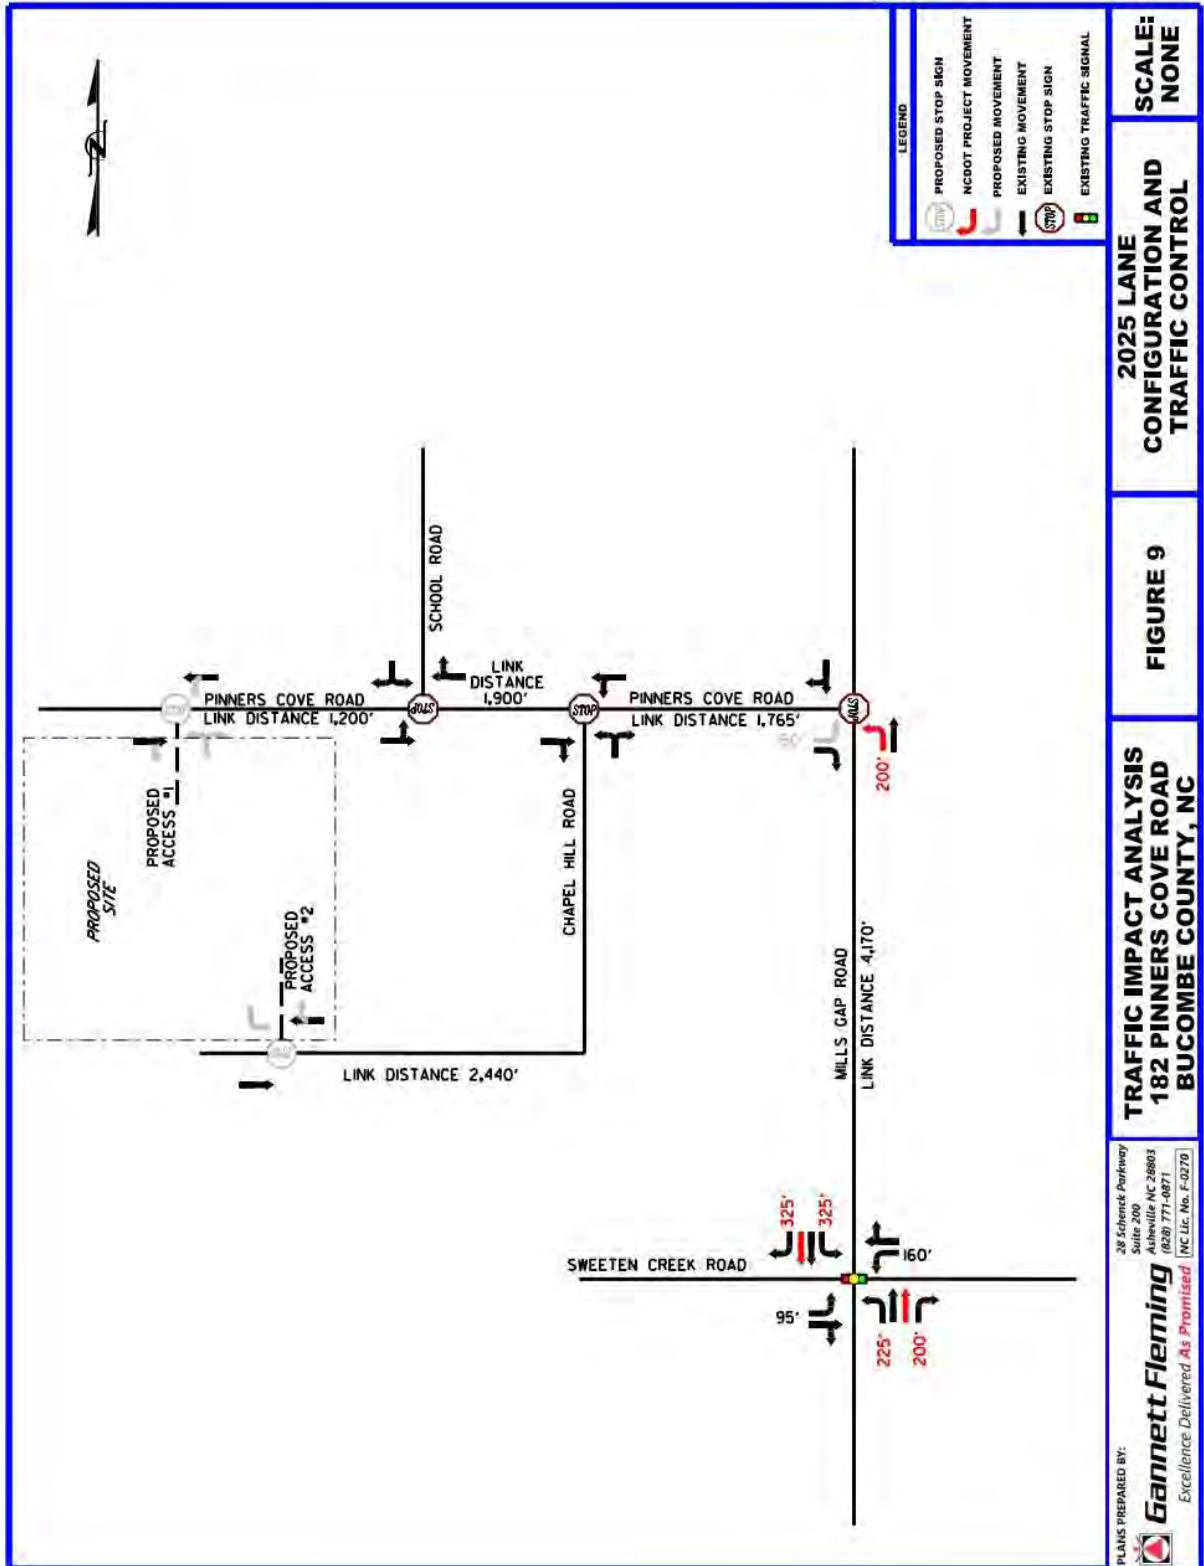 PROPOSED
SITE
PROPOSED
ACCESS #1
PROPOSED
ACCESS #2
PINNERS COVE ROAD
LINK DISTANCE 1,200'
SCHOOL ROAD
STOP
LINK
DISTANCE
1,900'
STOP
PINNERS COVE ROAD
LINK DISTANCE 1,765'
CHAPEL HILL ROAD
LINK DISTANCE 2,440'
STOP
200'
MILLS GAP ROAD
LINK DISTANCE 4,170'
SWEETEN CREEK ROAD
325'
325'
160'
95'
225'
200'
LEGEND
STOP
PROPOSED STOP SIGN
NCDOT PROJECT MOVEMENT
PROPOSED MOVEMENT
EXISTING MOVEMENT
STOP
EXISTING STOP SIGN
EXISTING TRAFFIC SIGNAL
PLANS PREPARED BY:
Gannett Fleming
Excellence Delivered As Promised
28 Schenck Parkway
Suite 200
Asheville NC 28803
(828) 771-0871
NC Lic. No. F-0270
TRAFFIC IMPACT ANALYSIS
182 PINNERS COVE ROAD
BUCOMBE COUNTY, NC
FIGURE 9
2025 LANE
CONFIGURATION AND
TRAFFIC CONTROL
SCALE:
NONE